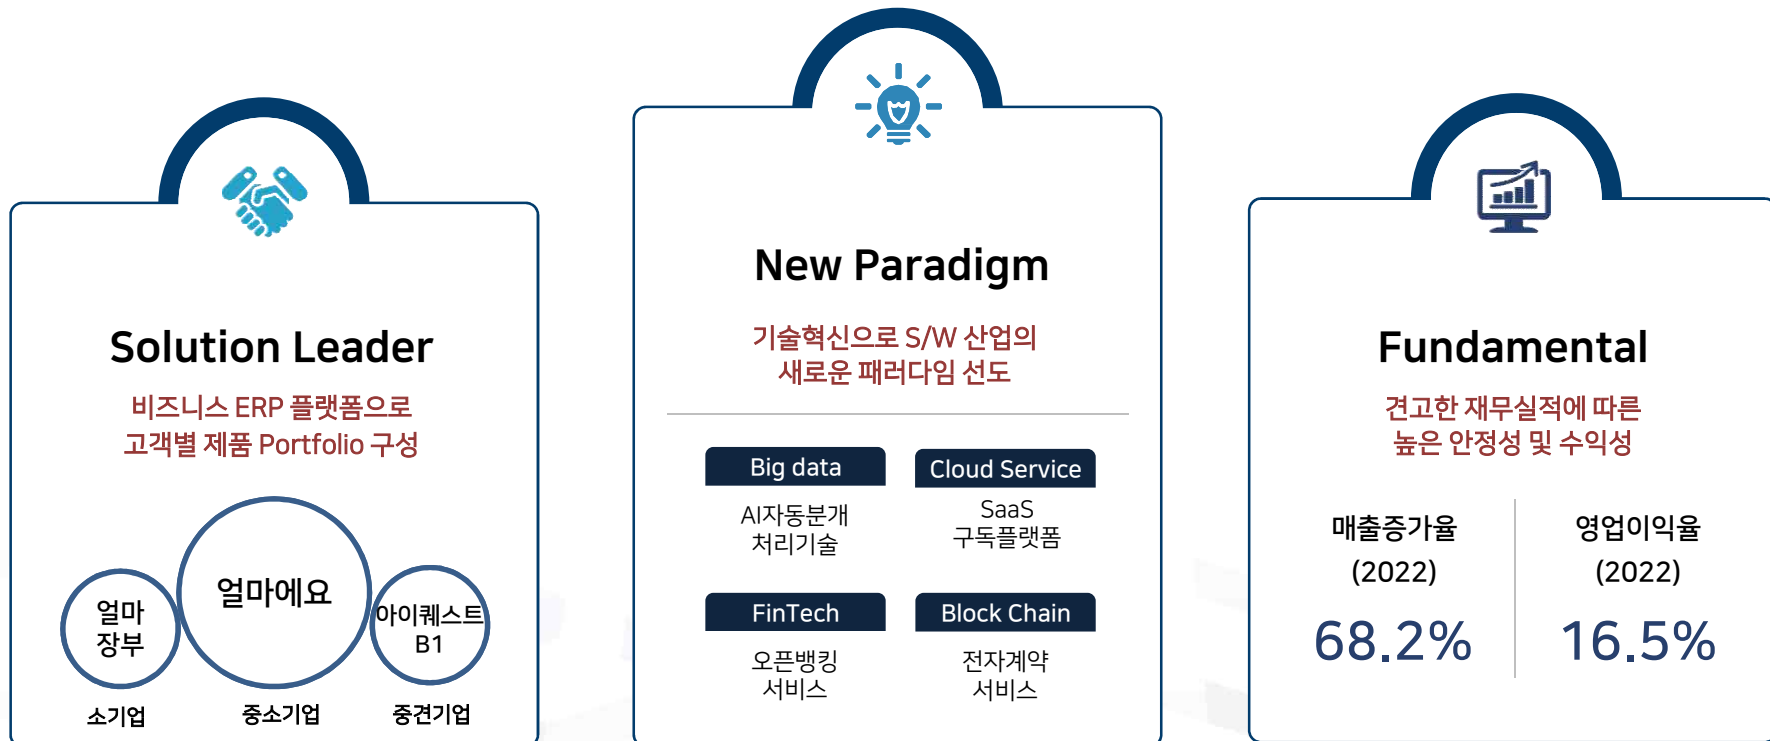 Solution Leader
비즈니스 ERP 플랫폼으로
고객별 제품 Portfolio 구성
얼마
장부
얼마에요
아이퀘스트
B1
소기업
중소기업
중견기업
New Paradigm
기술혁신으로 S/W 산업의
새로운 패러다임 선도
Big data
AI자동분개
처리기술
Cloud Service
SaaS
구독플랫폼
FinTech
오픈뱅킹
서비스
Block Chain
전자계약
서비스
Fundamental
견고한 재무실적에 따른
높은 안정성 및 수익성
매출증가율
(2022)
68.2%
영업이익율
(2022)
16.5%